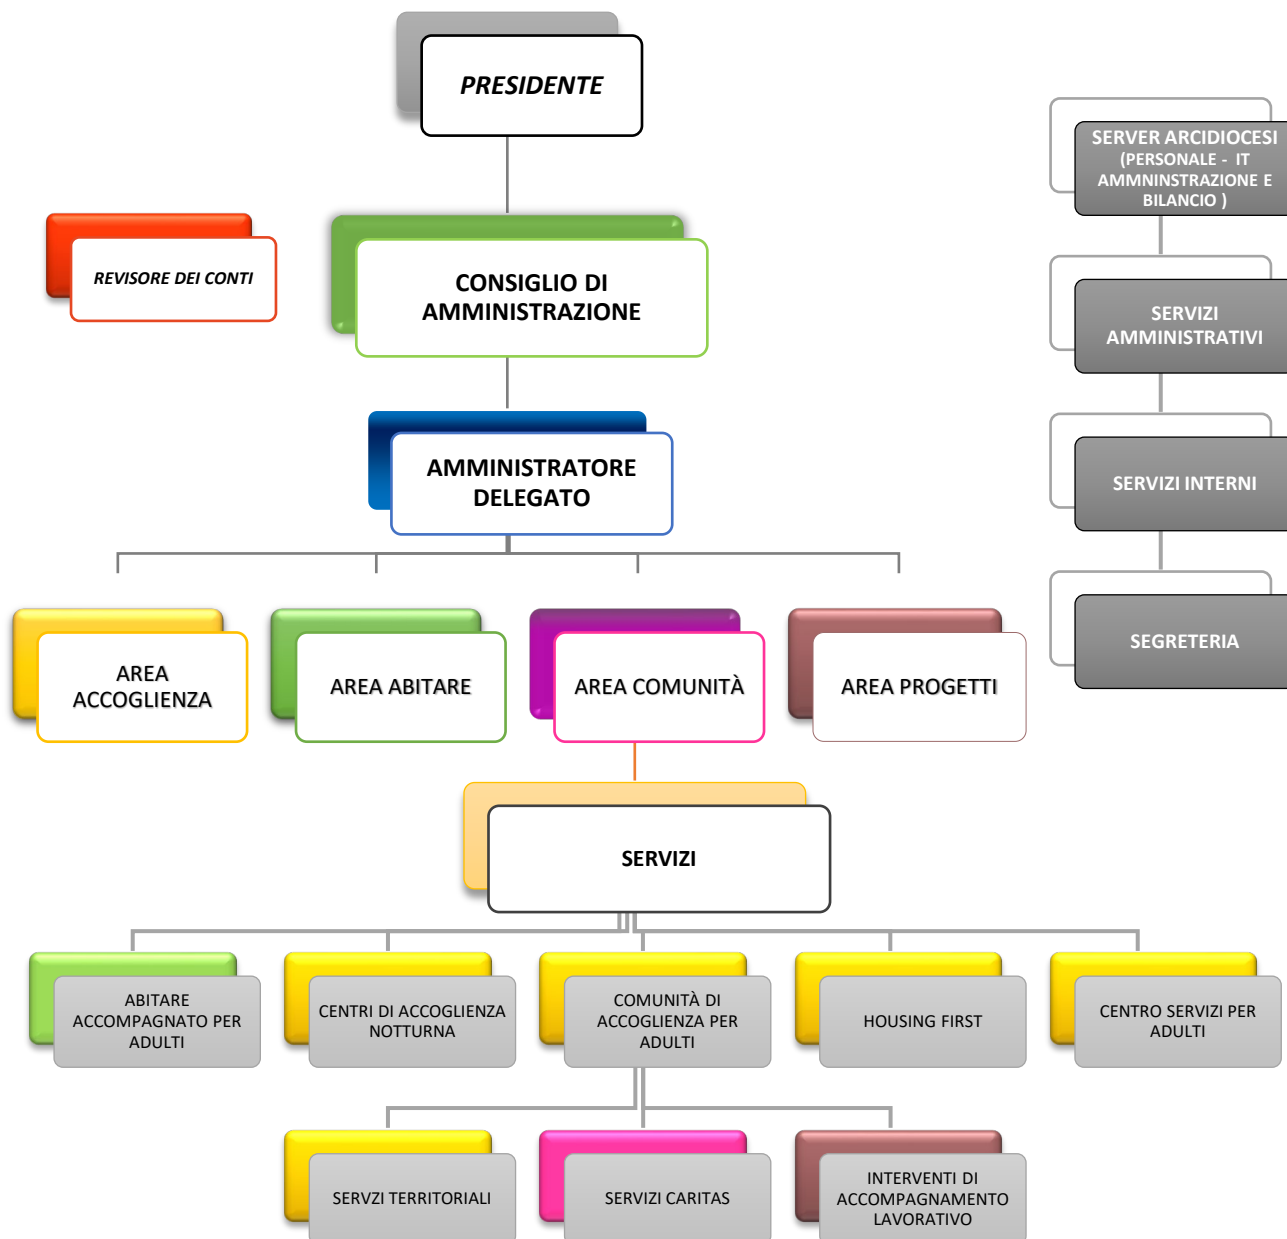 PRESIDENTE
REVISORE DEI CONTI
CONSIGLIO DI
AMMINISTRAZIONE
AMMINISTRATORE
DELEGATO
AREA
ACCOGLIENZA
AREA ABITARE
AREA COMUNITÀ
AREA PROGETTI
SERVIZI
ABITARE
ACCOMPAGNATO PER
ADULTI
CENTRI DI ACCOGLIENZA
NOTTURNA
COMUNITÀ DI
ACCOGLIENZA PER
ADULTI
HOUSING FIRST
CENTRO SERVIZI PER
ADULTI
SERVZI TERRITORIALI
SERVIZI CARITAS
INTERVENTI DI
ACCOMPAGNAMENTO
LAVORATIVO
SERVER ARCIDIOCESI
(PERSONALE - IT
AMMNINSTRAZIONE E
BILANCIO )
SERVIZI
AMMINISTRATIVI
SERVIZI INTERNI
SEGRETERIA